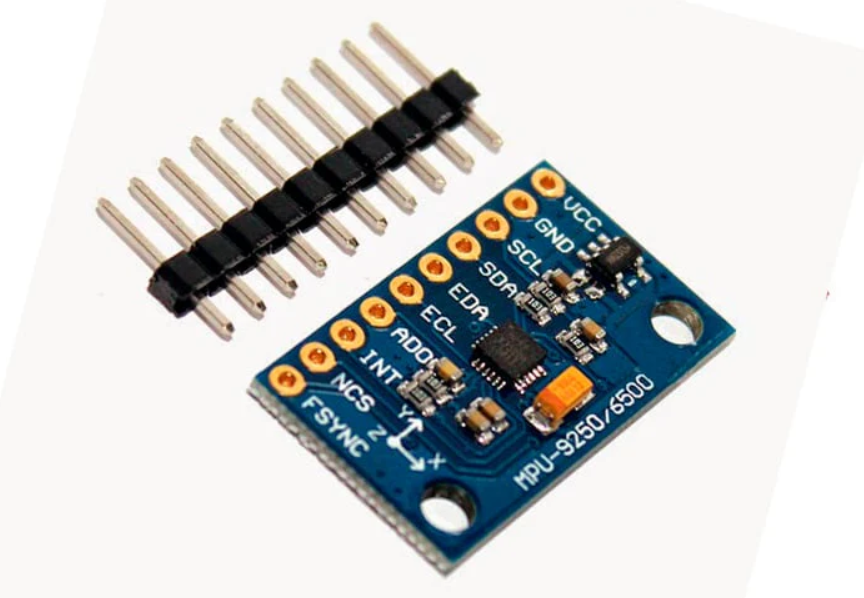 VCC
GND
SCL
SDA
EDA
ECL
ADO
INT
NCS
FSYNC
Y
Z
X
MPU-9250/6500